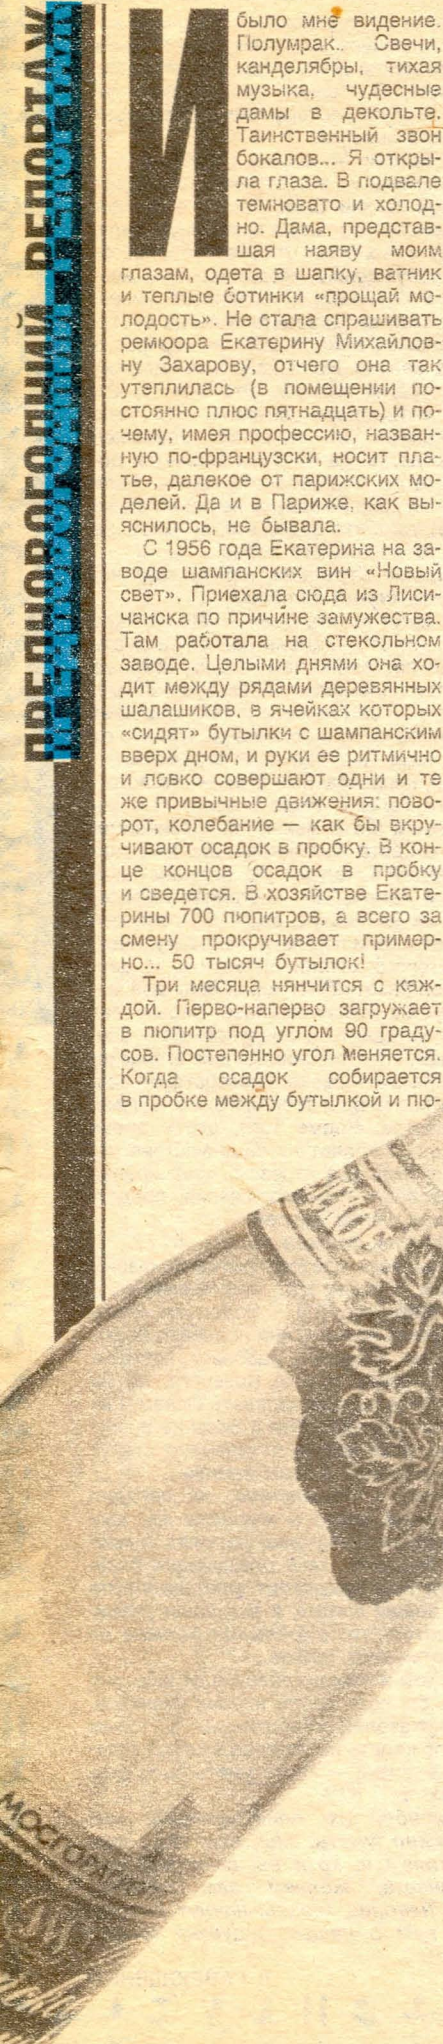 ПРЕДНОВОГОДНИЙ РЕПОРТАЖ
И было мне видение.
Полумрак. Свечи,
канделябры, тихая
музыка, чудесные
дамы в декольте.
Таинственный звон
бокалов... Я откры-
ла глаза. В подвале
темновато и холод-
но. Дама, представ-
шая наяву моим
глазам, одета в шапку, ватник
и теплые ботинки «прощай мо-
лодость». Не стала спрашивать
ремюора Екатерину Михайлов-
ну Захарову, отчего она так
утеплилась (в помещении по-
стоянно плюс пятнадцать) и по-
чему, имея профессию, назван-
ную по-французски, носит пла-
тье, далекое от парижских мо-
делей. Да и в Париже, как вы-
яснилось, не бывала.
С 1956 года Екатерина на за-
воде шампанских вин «Новый
свет». Приехала сюда из Лиси-
чанска по причине замужества.
Там работала на стекольном
заводе. Целыми днями она хо-
дит между рядами деревянных
шалашиков, в ячейках которых
«сидят» бутылки с шампанским
вверх дном, и руки ее ритмично
и ловко совершают одни и те
же привычные движения: пово-
рот, колебание — как бы вкру-
чивают осадок в пробку. В кон-
це концов осадок в пробку
и сведется. В хозяйстве Екате-
рины 700 пюпитров, а всего за
смену прокручивает пример-
но... 50 тысяч бутылок!
Три месяца нянчится с каж-
дой. Перво-наперво загружает
в пюпитр под углом 90 граду-
сов. Постепенно угол меняется.
Когда осадок собирается
в пробке между бутылкой и пю-